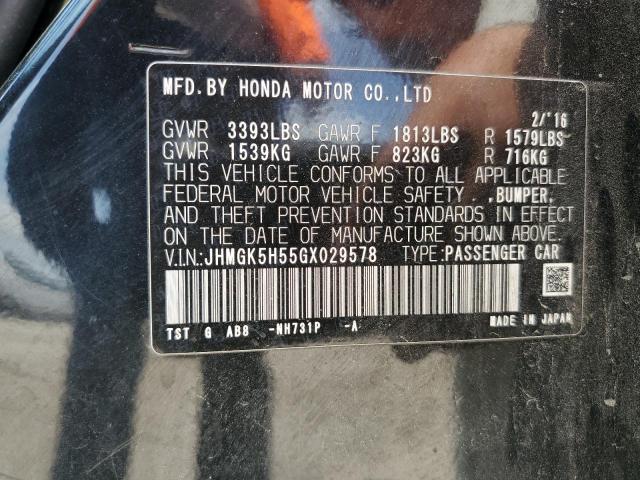 MFD.BY HONDA MOTOR CO.,LTD
2/'16
GVWR 3393LBS GAWR F 1813LBS R 1579LBS
GVWR 1539KG GAWR F 823KG R 716KG
THIS VEHICLE CONFORMS TO ALL APPLICABLE
FEDERAL MOTOR VEHICLE SAFETY ,BUMPER,
AND THEFT PREVENTION STANDARDS IN EFFECT
ON THE DATE OF MANUFACTURE SHOWN ABOVE.
V.IN.:JHMGK5H55GX029578 TYPE:PASSENGER CAR
TST G AB8 -NH731P -A MADE IN JAPAN